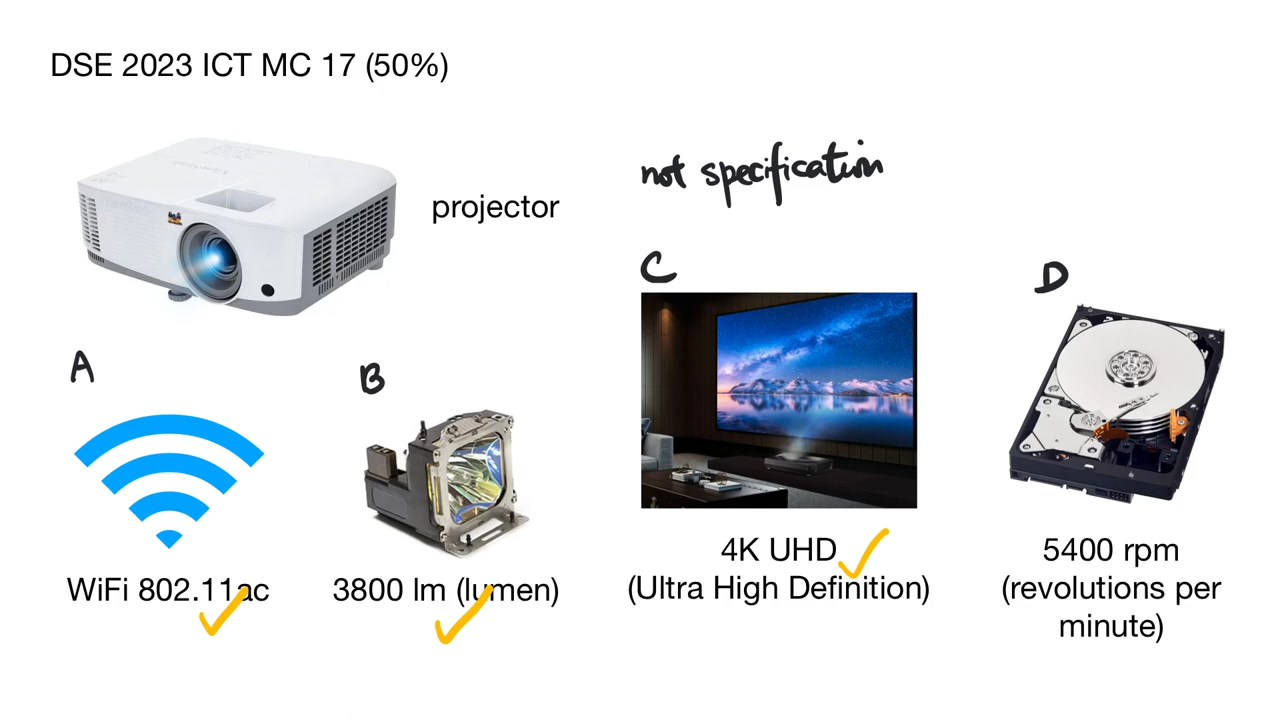 DSE 2023 ICT MC 17 (50%)
projector
not specification
A
B
C
D
WiFi 802.11ac
3800 lm (lumen)
4K UHD
(Ultra High Definition)
5400 rpm
(revolutions per
minute)